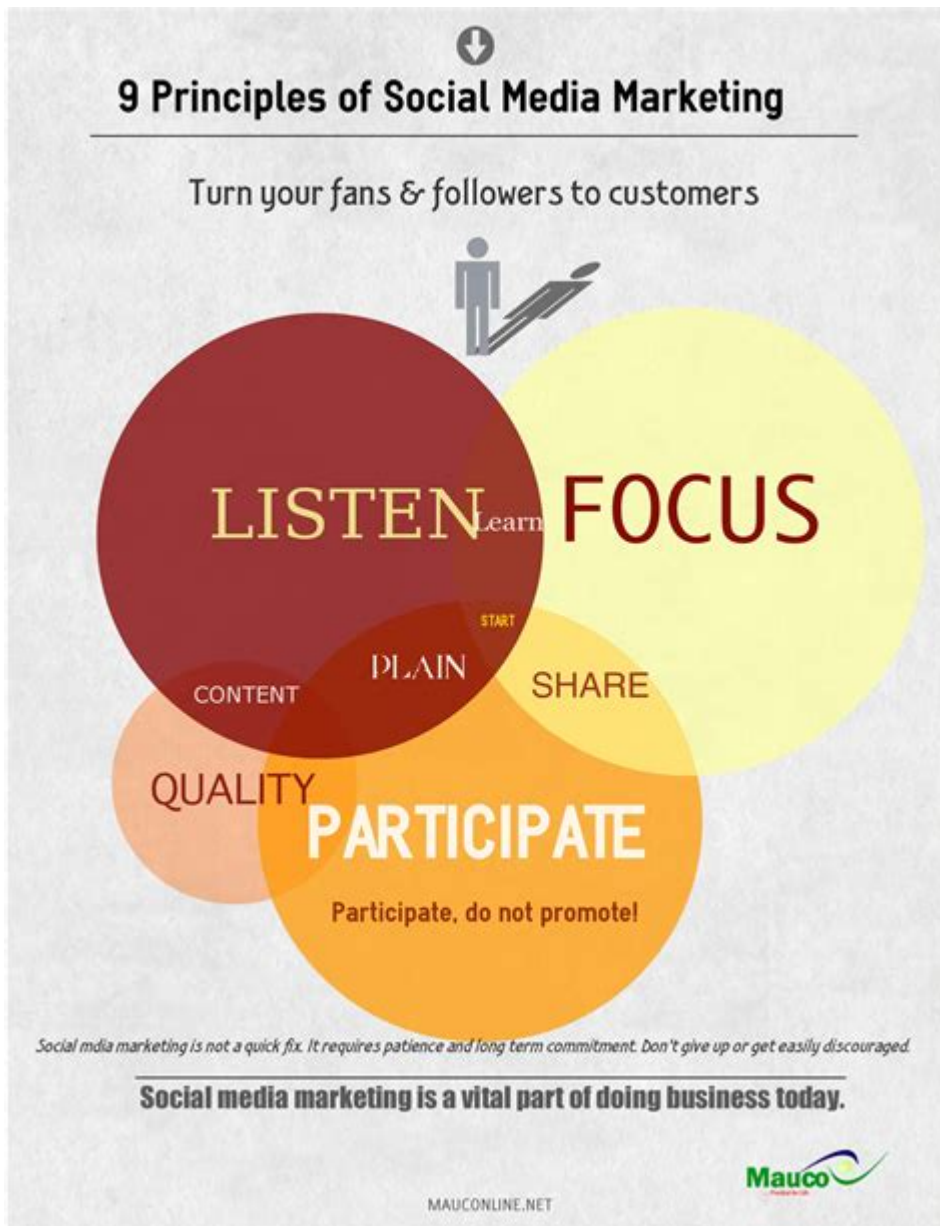 9 Principles of Social Media Marketing
Turn your fans & followers to customers
LISTEN
Learn
FOCUS
START
PLAIN
SHARE
CONTENT
QUALITY
PARTICIPATE
Participate, do not promote!
Social mdia marketing is not a quick fix. It requires patience and long term commitment. Don't give up or get easily discouraged.
Social media marketing is a vital part of doing business today.
Mauco
MAUCONLINE.NET